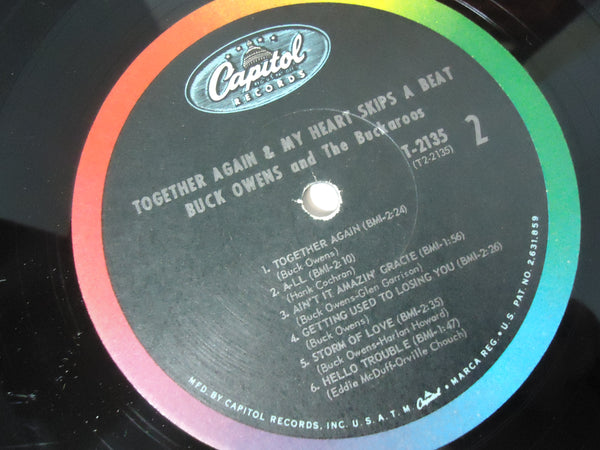 Capitol
RECORDS
TOGETHER AGAIN & MY HEART SKIPS A BEAT
BUCK OWENS and The Buckaroos
T-2135
(T2-2135)
2
1. TOGETHER AGAIN (BMI-2:24)
(Buck Owens)
2. A-11 (BMI-2:10)
(Hank Cochran)
3. AIN'T IT AMAZIN' GRACIE (BMI-1:56)
(Buck Owens-Glen Garrison)
4. GETTING USED TO LOSING YOU (BMI-2:26)
(Buck Owens)
5. STORM OF LOVE (BMI-2:35)
(Buck Owens-Harlan Howard)
6. HELLO TROUBLE (BMI-1:47)
(Eddie McDuff-Orville Chouch)
MFD. BY CAPITOL RECORDS, INC. U. S. A. T. M. Capitol MARCA REG. • U. S. PAT. NO. 2,631,859